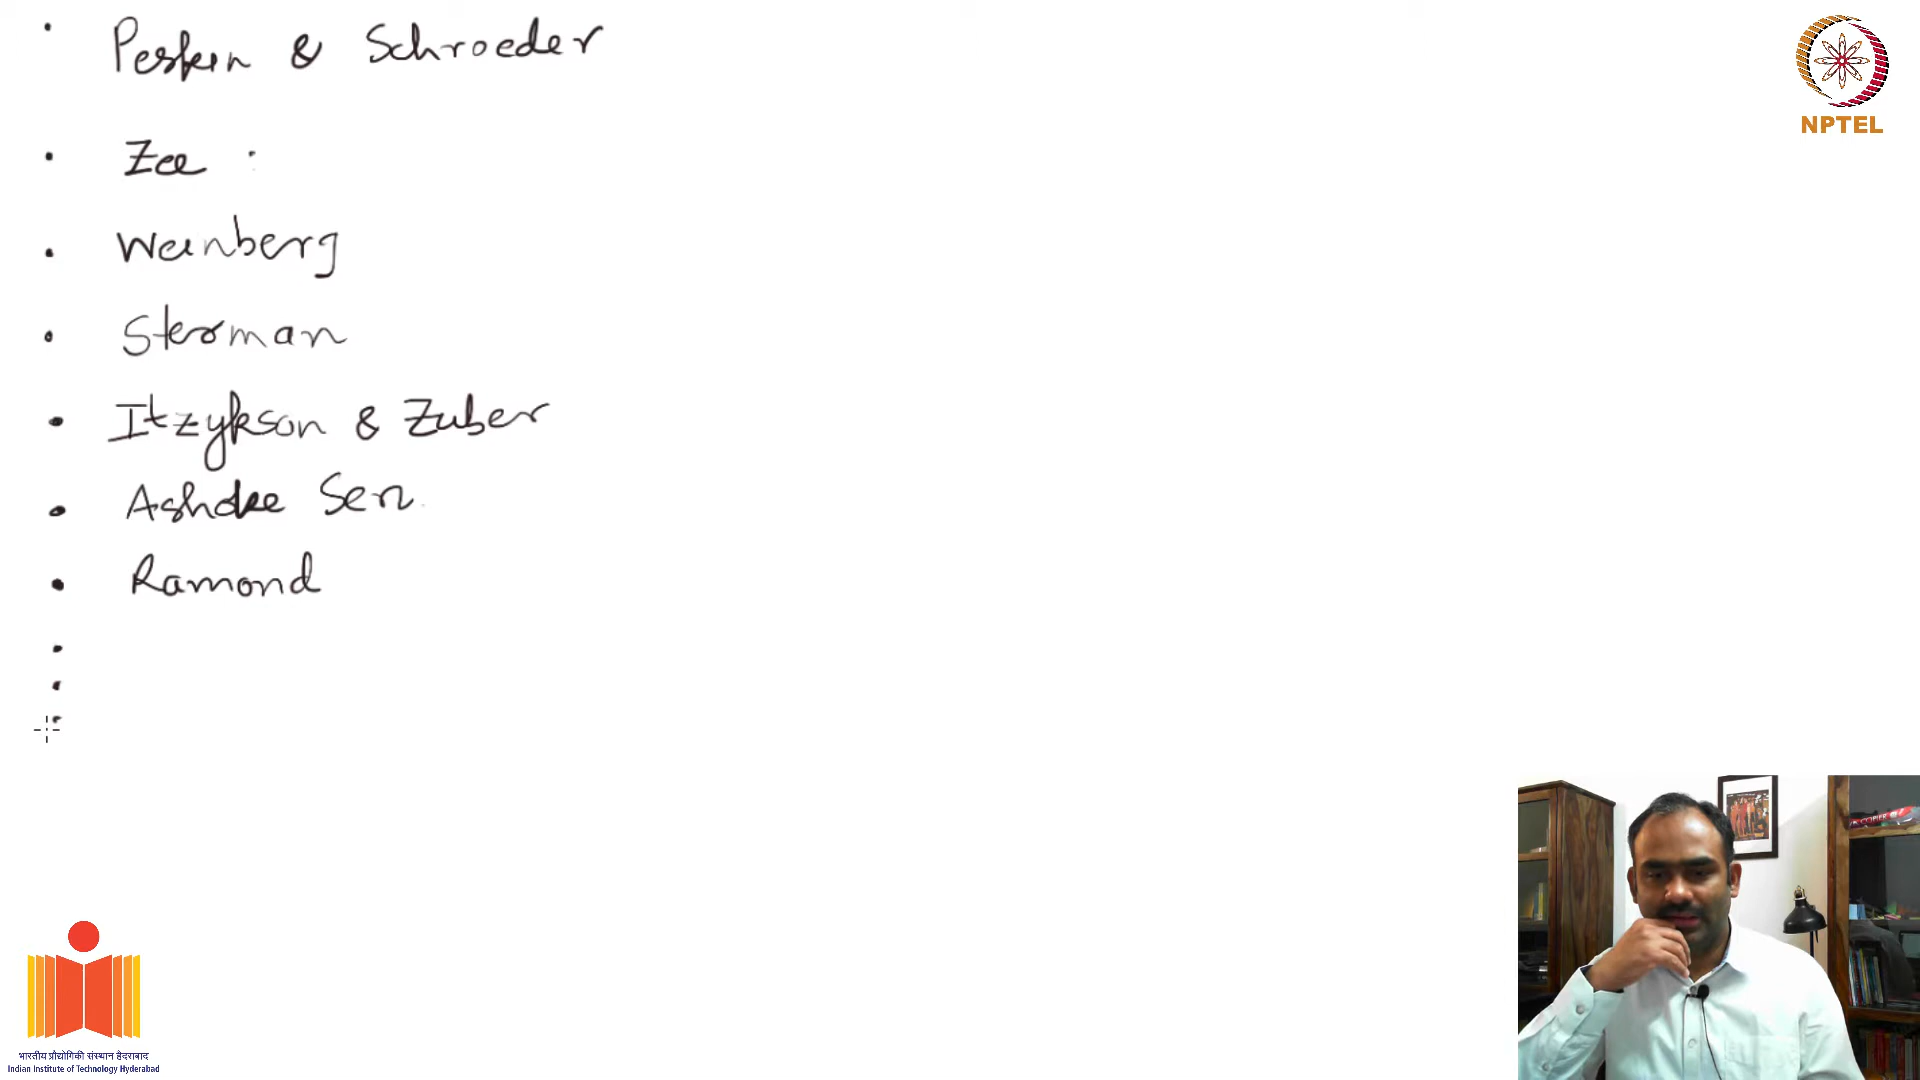 Peskin & Schroeder
NPTEL
• Zee :
• Weinberg
• Sterman
• Itzykson & Zuber
• Ashoke Sen.
• Ramond
भारतीय प्रौद्योगिकी संस्थान हैदराबाद
Indian Institute of Technology Hyderabad